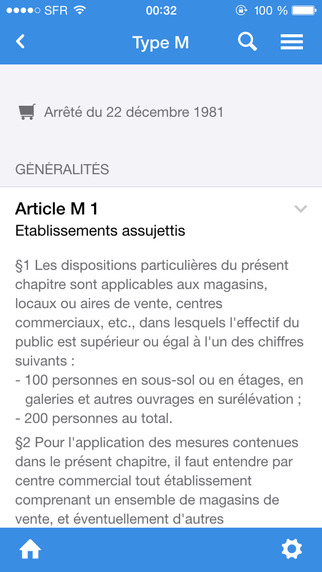 SFR 00:32 100 %
Type M
Arrêté du 22 décembre 1981
GÉNÉRALITÉS
Article M 1
Etablissements assujettis
§1 Les dispositions particulières du présent
chapitre sont applicables aux magasins,
locaux ou aires de vente, centres
commerciaux, etc., dans lesquels l'effectif du
public est supérieur ou égal à l'un des chiffres
suivants :
- 100 personnes en sous-sol ou en étages, en
galeries et autres ouvrages en surélévation ;
- 200 personnes au total.
§2 Pour l'application des mesures contenues
dans le présent chapitre, il faut entendre par
centre commercial tout établissement
comprenant un ensemble de magasins de
vente, et éventuellement d'autres